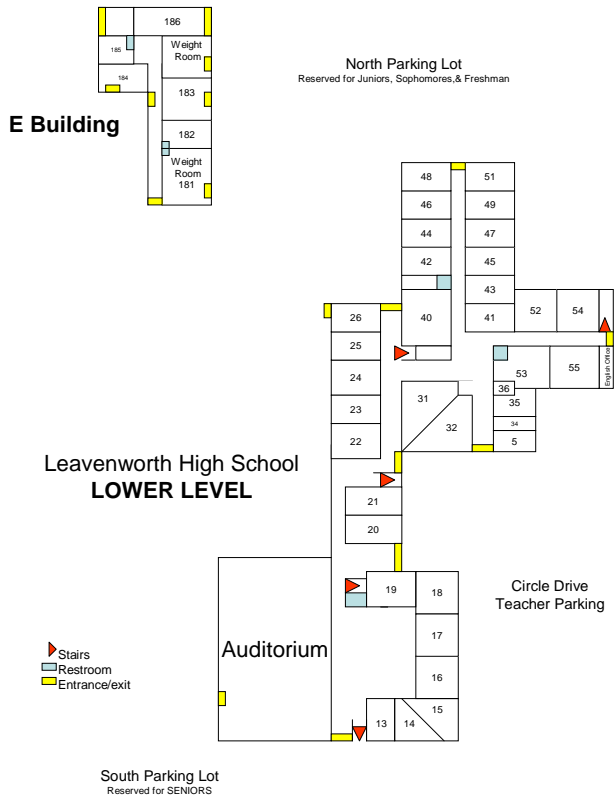 186
185
Weight
Room
184
183
E Building
182
Weight
Room
181
North Parking Lot
Reserved for Juniors, Sophomores,& Freshman
48
51
46
49
44
47
42
45
43
40
41
52
54
26
25
24
23
22
English Office
53
55
36
35
34
5
31
32
Leavenworth High School
LOWER LEVEL
21
20
19
18
17
16
15
14
13
Circle Drive
Teacher Parking
Auditorium
Stairs
Restroom
Entrance/exit
South Parking Lot
Reserved for SENIORS